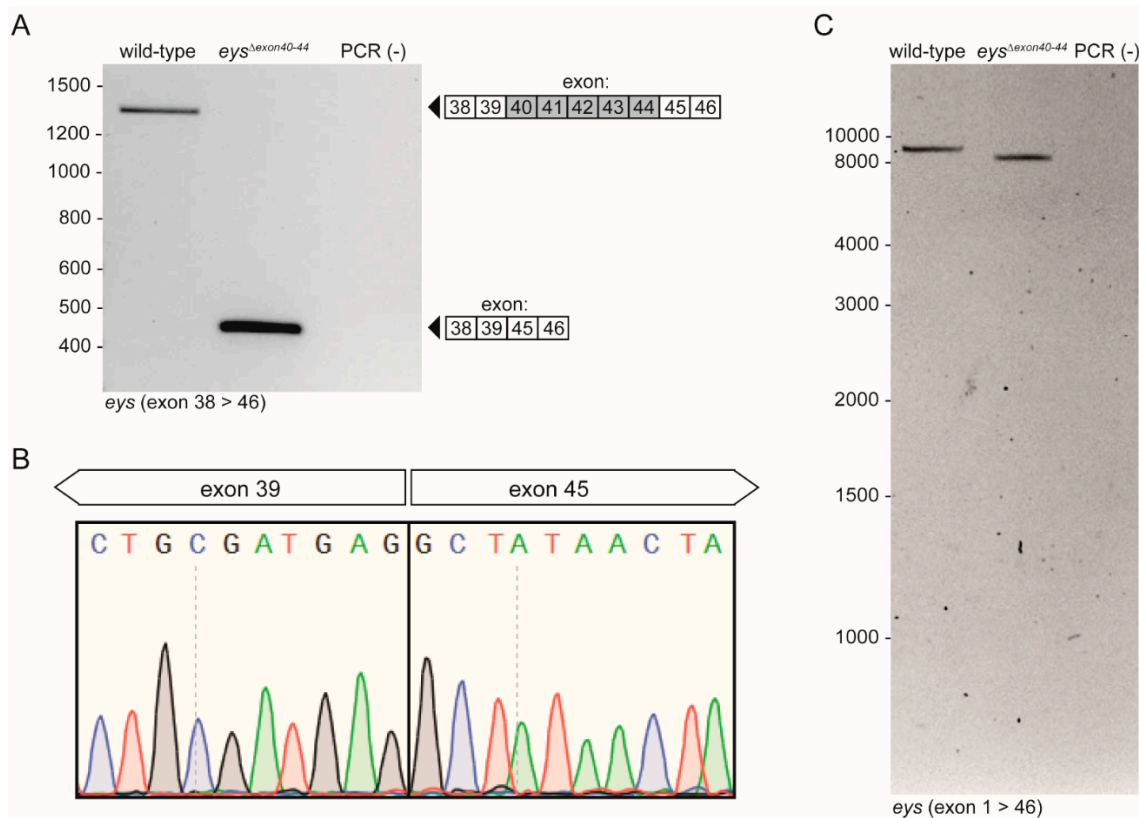 A
wild-type eysΔexon40-44 PCR (-)
1500 -
1200 -
1000 -
800 -
600 -
500 -
400 -
exon:
38 39 40 41 42 43 44 45 46
exon:
38 39 45 46
eys (exon 38 > 46)
B
exon 39 exon 45
C T G C G A T G A G G C T A T A A C T A
C
wild-type eysΔexon40-44 PCR (-)
10000 -
8000 -
4000 -
3000 -
2000 -
1500 -
1000 -
eys (exon 1 > 46)